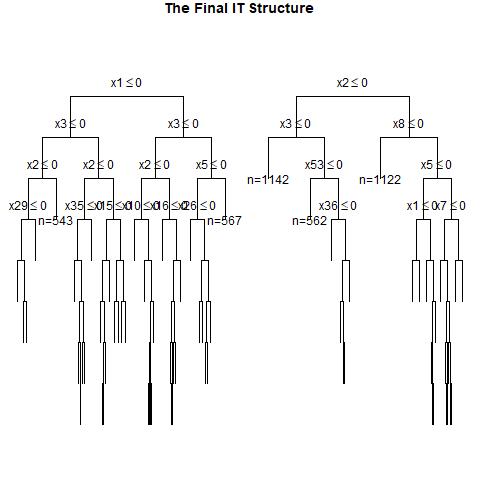 The Final IT Structure
x1 ≤ 0
x2 ≤ 0
x3 ≤ 0
x3 ≤ 0
x3 ≤ 0
x8 ≤ 0
x2 ≤ 0
x2 ≤ 0
x2 ≤ 0
x5 ≤ 0
n=1142
x53 ≤ 0
n=1122
x5 ≤ 0
x29 ≤ 0
n=543
x35 ≤ 0
x15 ≤ 0
x10 ≤ 0
x16 ≤ 0
x26 ≤ 0
n=567
n=562
x36 ≤ 0
x1 ≤ 0
x7 ≤ 0